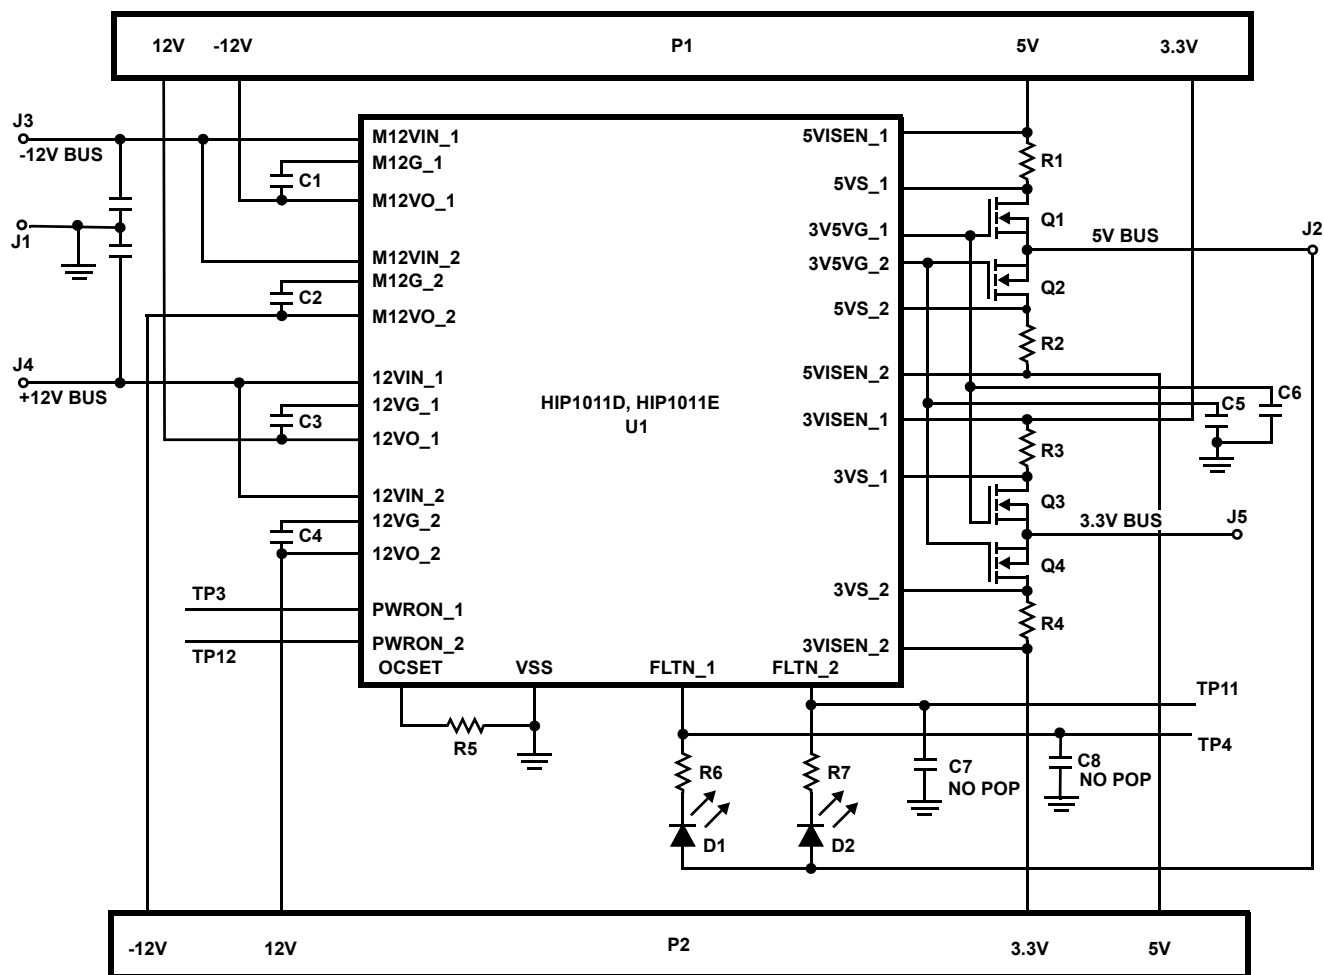 12V -12V P1 5V 3.3V
J3
-12V BUS
J1
J4
+12V BUS
M12VIN_1
M12G_1
C1
M12VO_1
M12VIN_2
M12G_2
C2
M12VO_2
12VIN_1
12VG_1
C3
12VO_1
12VIN_2
12VG_2
C4
12VO_2
TP3
PWRON_1
TP12
PWRON_2
HIP1011D, HIP1011E
U1
5VISEN_1
R1
5VS_1
Q1
3V5VG_1
5V BUS
J2
3V5VG_2
Q2
5VS_2
R2
5VISEN_2
C6
C5
3VISEN_1
R3
3VS_1
Q3
3.3V BUS
J5
Q4
3VS_2
R4
3VISEN_2
OCSET VSS FLTN_1 FLTN_2
TP11
TP4
R5
R6
R7
C7
NO POP
C8
NO POP
D1
D2
-12V 12V P2 3.3V 5V